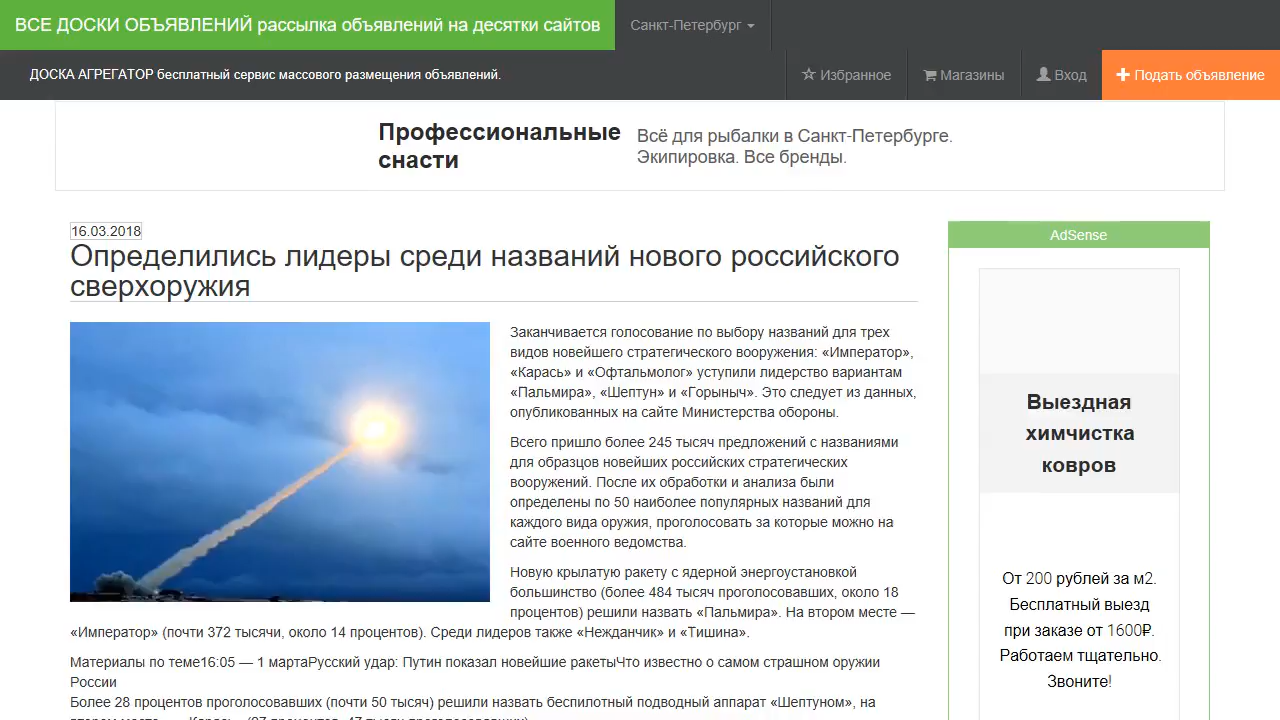 ВСЕ ДОСКИ ОБЪЯВЛЕНИЙ рассылка объявлений на десятки сайтов
Санкт-Петербург
ДОСКА АГРЕГАТОР бесплатный сервис массового размещения объявлений.
Избранное
Магазины
Вход
Подать объявление
Профессиональные
снасти
Всё для рыбалки в Санкт-Петербурге.
Экипировка. Все бренды.
16.03.2018
Определились лидеры среди названий нового российского
сверхоружия
Заканчивается голосование по выбору названий для трех
видов новейшего стратегического вооружения: «Император»,
«Карась» и «Офтальмолог» уступили лидерство вариантам
«Пальмира», «Шептун» и «Горыныч». Это следует из данных,
опубликованных на сайте Министерства обороны.
Всего пришло более 245 тысяч предложений с названиями
для образцов новейших российских стратегических
вооружений. После их обработки и анализа были
определены по 50 наиболее популярных названий для
каждого вида оружия, проголосовать за которые можно на
сайте военного ведомства.
Новую крылатую ракету с ядерной энергоустановкой
большинство (более 484 тысяч проголосовавших, около 18
процентов) решили назвать «Пальмира». На втором месте —
«Император» (почти 372 тысячи, около 14 процентов). Среди лидеров также «Нежданчик» и «Тишина».
Материалы по теме16:05 — 1 мартаРусский удар: Путин показал новейшие ракетыЧто известно о самом страшном оружии
России
Более 28 процентов проголосовавших (почти 50 тысяч) решили назвать беспилотный подводный аппарат «Шептуном», на
AdSense
Выездная
химчистка
ковров
От 200 рублей за м2.
Бесплатный выезд
при заказе от 1600₽.
Работаем тщательно.
Звоните!